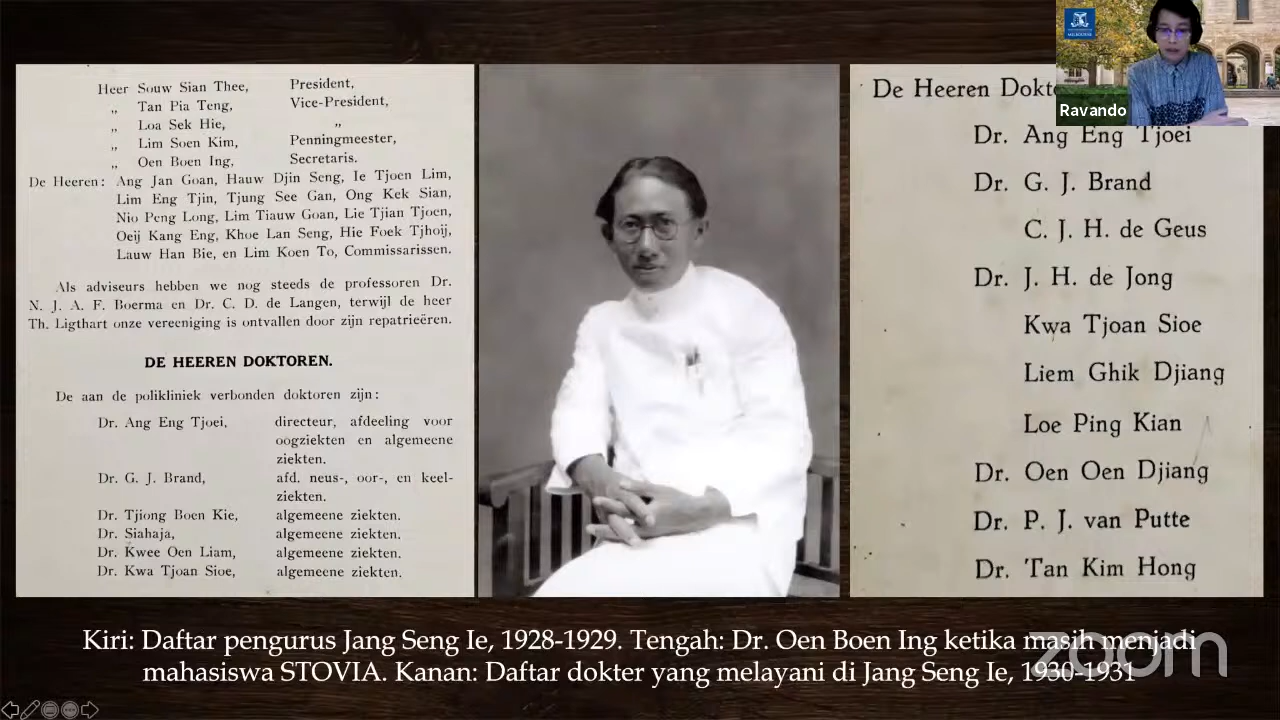 Heer Souw Sian Thee, President,
„ Tan Pia Teng, Vice-President,
„ Loa Sek Hie, „
„ Lim Soen Kim, Penningmeester,
„ Oen Boen Ing, Secretaris.
De Heeren: Ang Jan Goan, Hauw Djin Seng, Ie Tjoen Lim,
Lim Eng Tjin, Tjung See Gan, Ong Kek Sian,
Nio Peng Long, Lim Tiauw Goan, Lie Tjian Tjoen,
Oeij Kang Eng, Khoe Lan Seng, Hie Foek Tjhoij,
Lauw Han Bie, en Lim Koen To, Commissarissen.
Als adviseurs hebben we nog steeds de professoren Dr.
N. J. A. F. Boerma en Dr. C. D. de Langen, terwijl de heer
Th. Ligthart onze vereeniging is ontvallen door zijn repatrieëren.
DE HEEREN DOKTOREN.
De aan de polikliniek verbonden doktoren zijn:
Dr. Ang Eng Tjoei, directeur, afdeeling voor
oogziekten en algemeene
ziekten.
Dr. G. J. Brand, afd. neus-, oor-, en keel-
ziekten.
Dr. Tjiong Boen Kie, algemeene ziekten.
Dr. Siahaja, algemeene ziekten.
Dr. Kwee Oen Liam, algemeene ziekten.
Dr. Kwa Tjoan Sioe, algemeene ziekten.
De Heeren
Dr. Ang Eng Tjoei
Dr. G. J. Brand
C. J. H. de Geus
Dr. J. H. de Jong
Kwa Tjoan Sioe
Liem Ghik Djiang
Loe Ping Kian
Dr. Oen Oen Djiang
Dr. P. J. van Putte
Dr. Tan Kim Hong
MELBOURNE
Ravando
Kiri: Daftar pengurus Jang Seng Ie, 1928-1929. Tengah: Dr. Oen Boen Ing ketika masih menjadi
mahasiswa STOVIA. Kanan: Daftar dokter yang melayani di Jang Seng Ie, 1930-1931
zoom